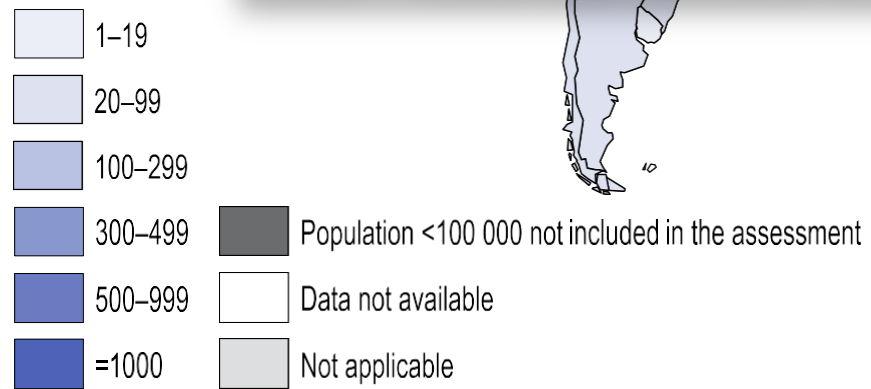 1–19
20–99
100–299
300–499
Population <100 000 not included in the assessment
500–999
Data not available
=1000
Not applicable